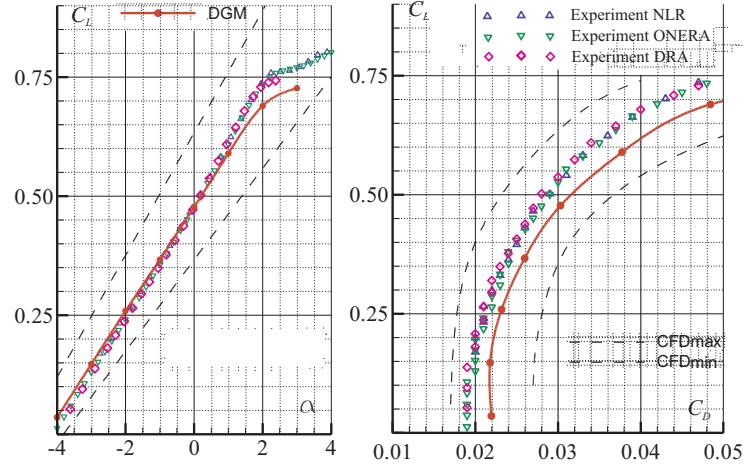 C_L
DGM
0.75
0.50
0.25
-4
-2
0
2
4
α
C_L
Experiment NLR
Experiment ONERA
Experiment DRA
0.75
0.50
0.25
CFDmax
CFDmin
C_D
0.01
0.02
0.03
0.04
0.05